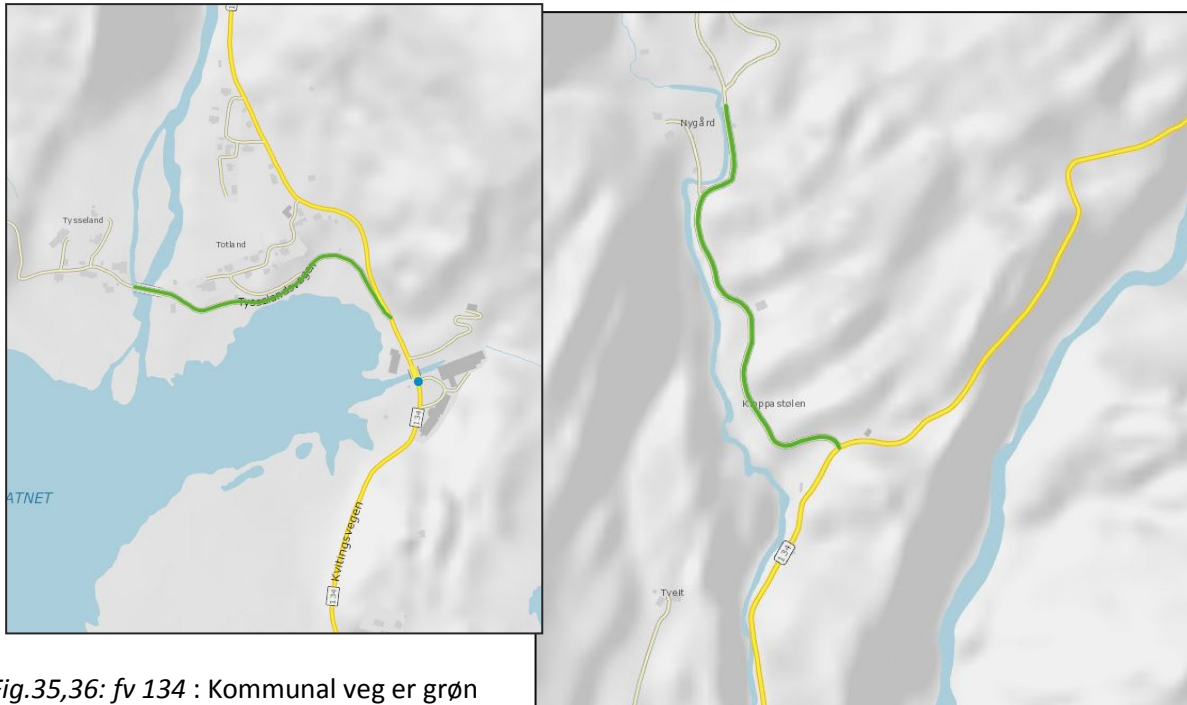 Tysseland
Totland
Tysselandsvegen
134
ATNET
Kvitingsvegen
134
Nygård
Kloppastølen
134
Tveit
Fig.35,36: fv 134 : Kommunal veg er grøn